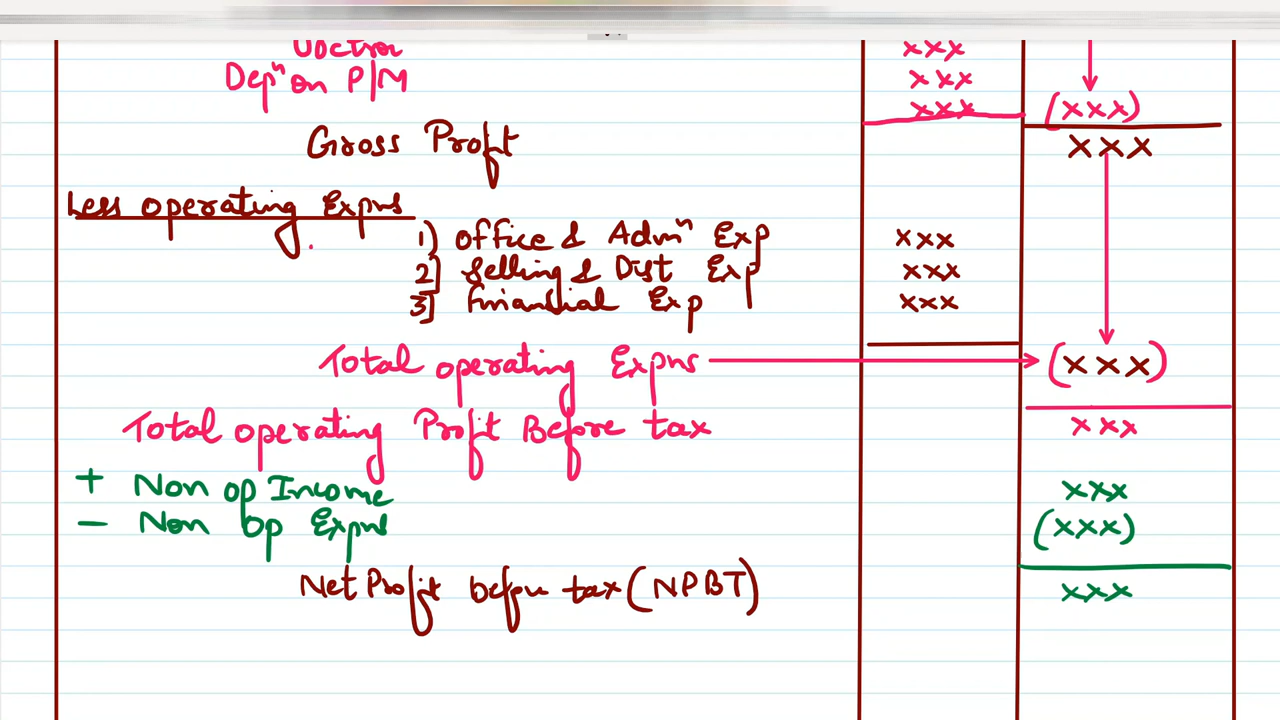 xxx
Depⁿ on P/M xxx
xxx (xxx)
Gross Profit xxx
Less operating Expns
1) Office & Admⁿ Exp xxx
2] Selling & Dist Exp xxx
3] Financial Exp xxx
Total operating Expns (xxx)
Total operating Profit Before tax xxx
+ Non op Income xxx
- Non op Expns (xxx)
Net Profit before tax (NPBT) xxx